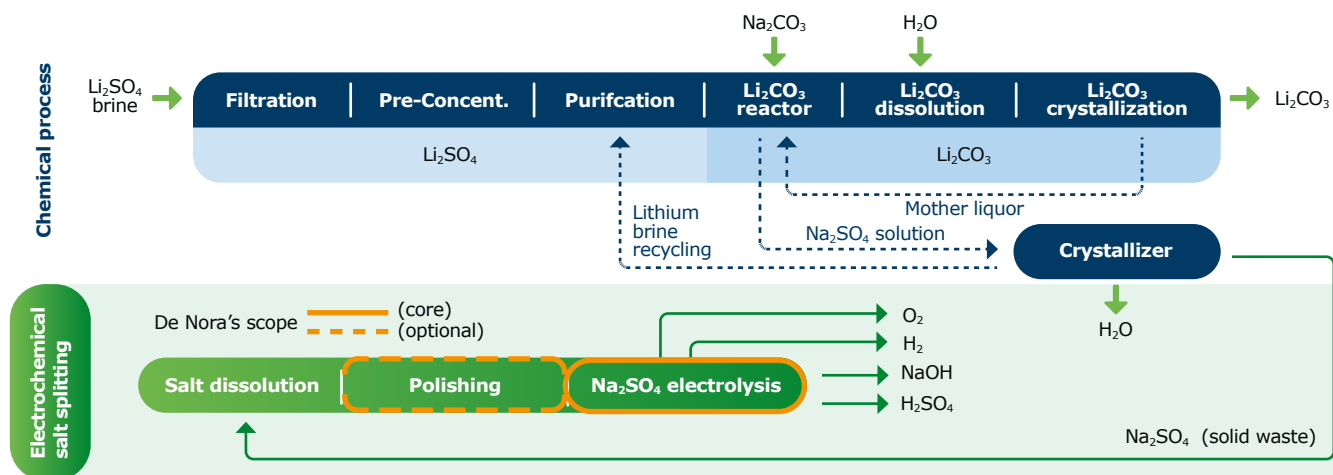 Na₂CO₃
H₂O
Chemical process
Li₂SO₄
brine
Filtration
Pre-Concent.
Purifcation
Li₂CO₃
reactor
Li₂CO₃
dissolution
Li₂CO₃
crystallization
Li₂CO₃
Li₂SO₄
Li₂CO₃
Mother liquor
Lithium
brine
recycling
Na₂SO₄ solution
Crystallizer
H₂O
Electrochemical
salt splitting
De Nora's scope
(core)
(optional)
O₂
H₂
NaOH
H₂SO₄
Salt dissolution
Polishing
Na₂SO₄ electrolysis
Na₂SO₄ (solid waste)